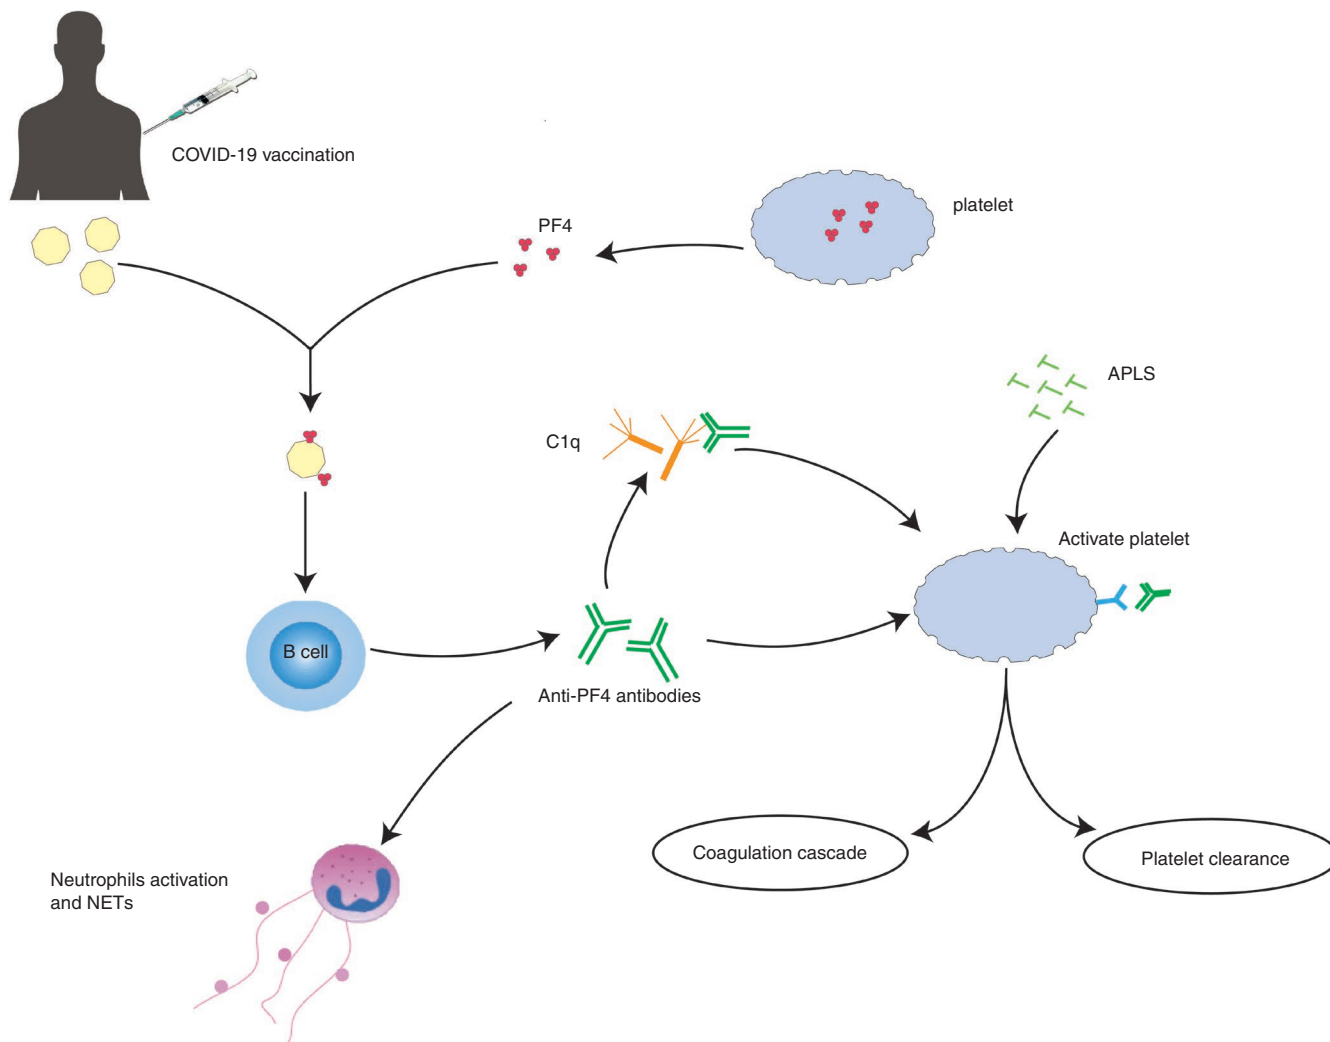 COVID-19 vaccination
platelet
PF4
APLS
C1q
Activate platelet
B cell
Anti-PF4 antibodies
Coagulation cascade
Platelet clearance
Neutrophils activation
and NETs